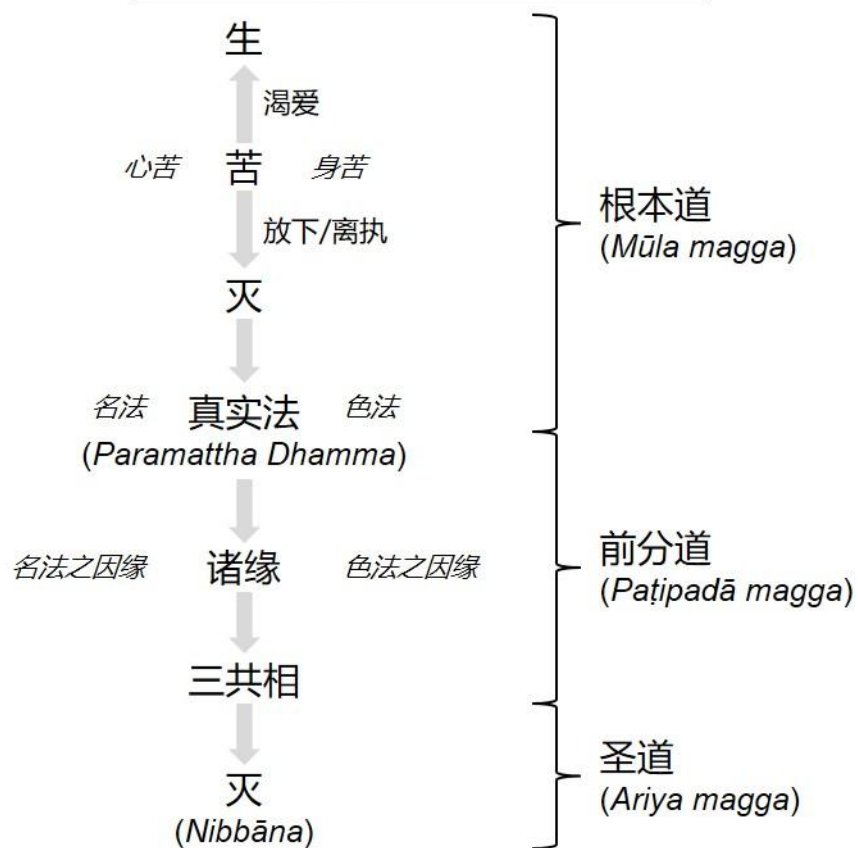 生
渴爱
心苦 苦 身苦
放下/离执
灭
根本道
(Mūla magga)
名法 真实法 色法
(Paramattha Dhamma)
名法之因缘 诸缘 色法之因缘
前分道
(Paṭipadā magga)
三共相
灭
(Nibbāna)
圣道
(Ariya magga)